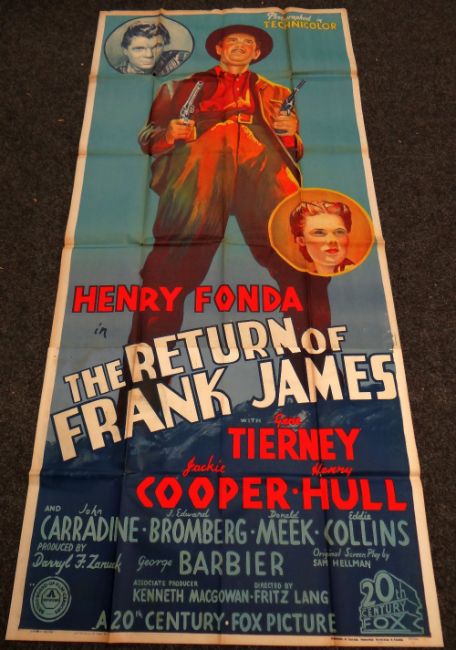 Photographed in
TECHNICOLOR
HENRY FONDA
in
THE RETURN OF
FRANK JAMES
WITH Gene
TIERNEY
Jackie Henry
COOPER · HULL
AND John J. Edward Donald Eddie
CARRADINE · BROMBERG · MEEK · COLLINS
PRODUCED BY
Darryl F. Zanuck
George BARBIER
Original Screen Play by
SAM HELLMAN
ASSOCIATE PRODUCER DIRECTED BY
KENNETH MACGOWAN · FRITZ LANG
20TH
CENTURY
FOX
A 20TH CENTURY · FOX PICTURE